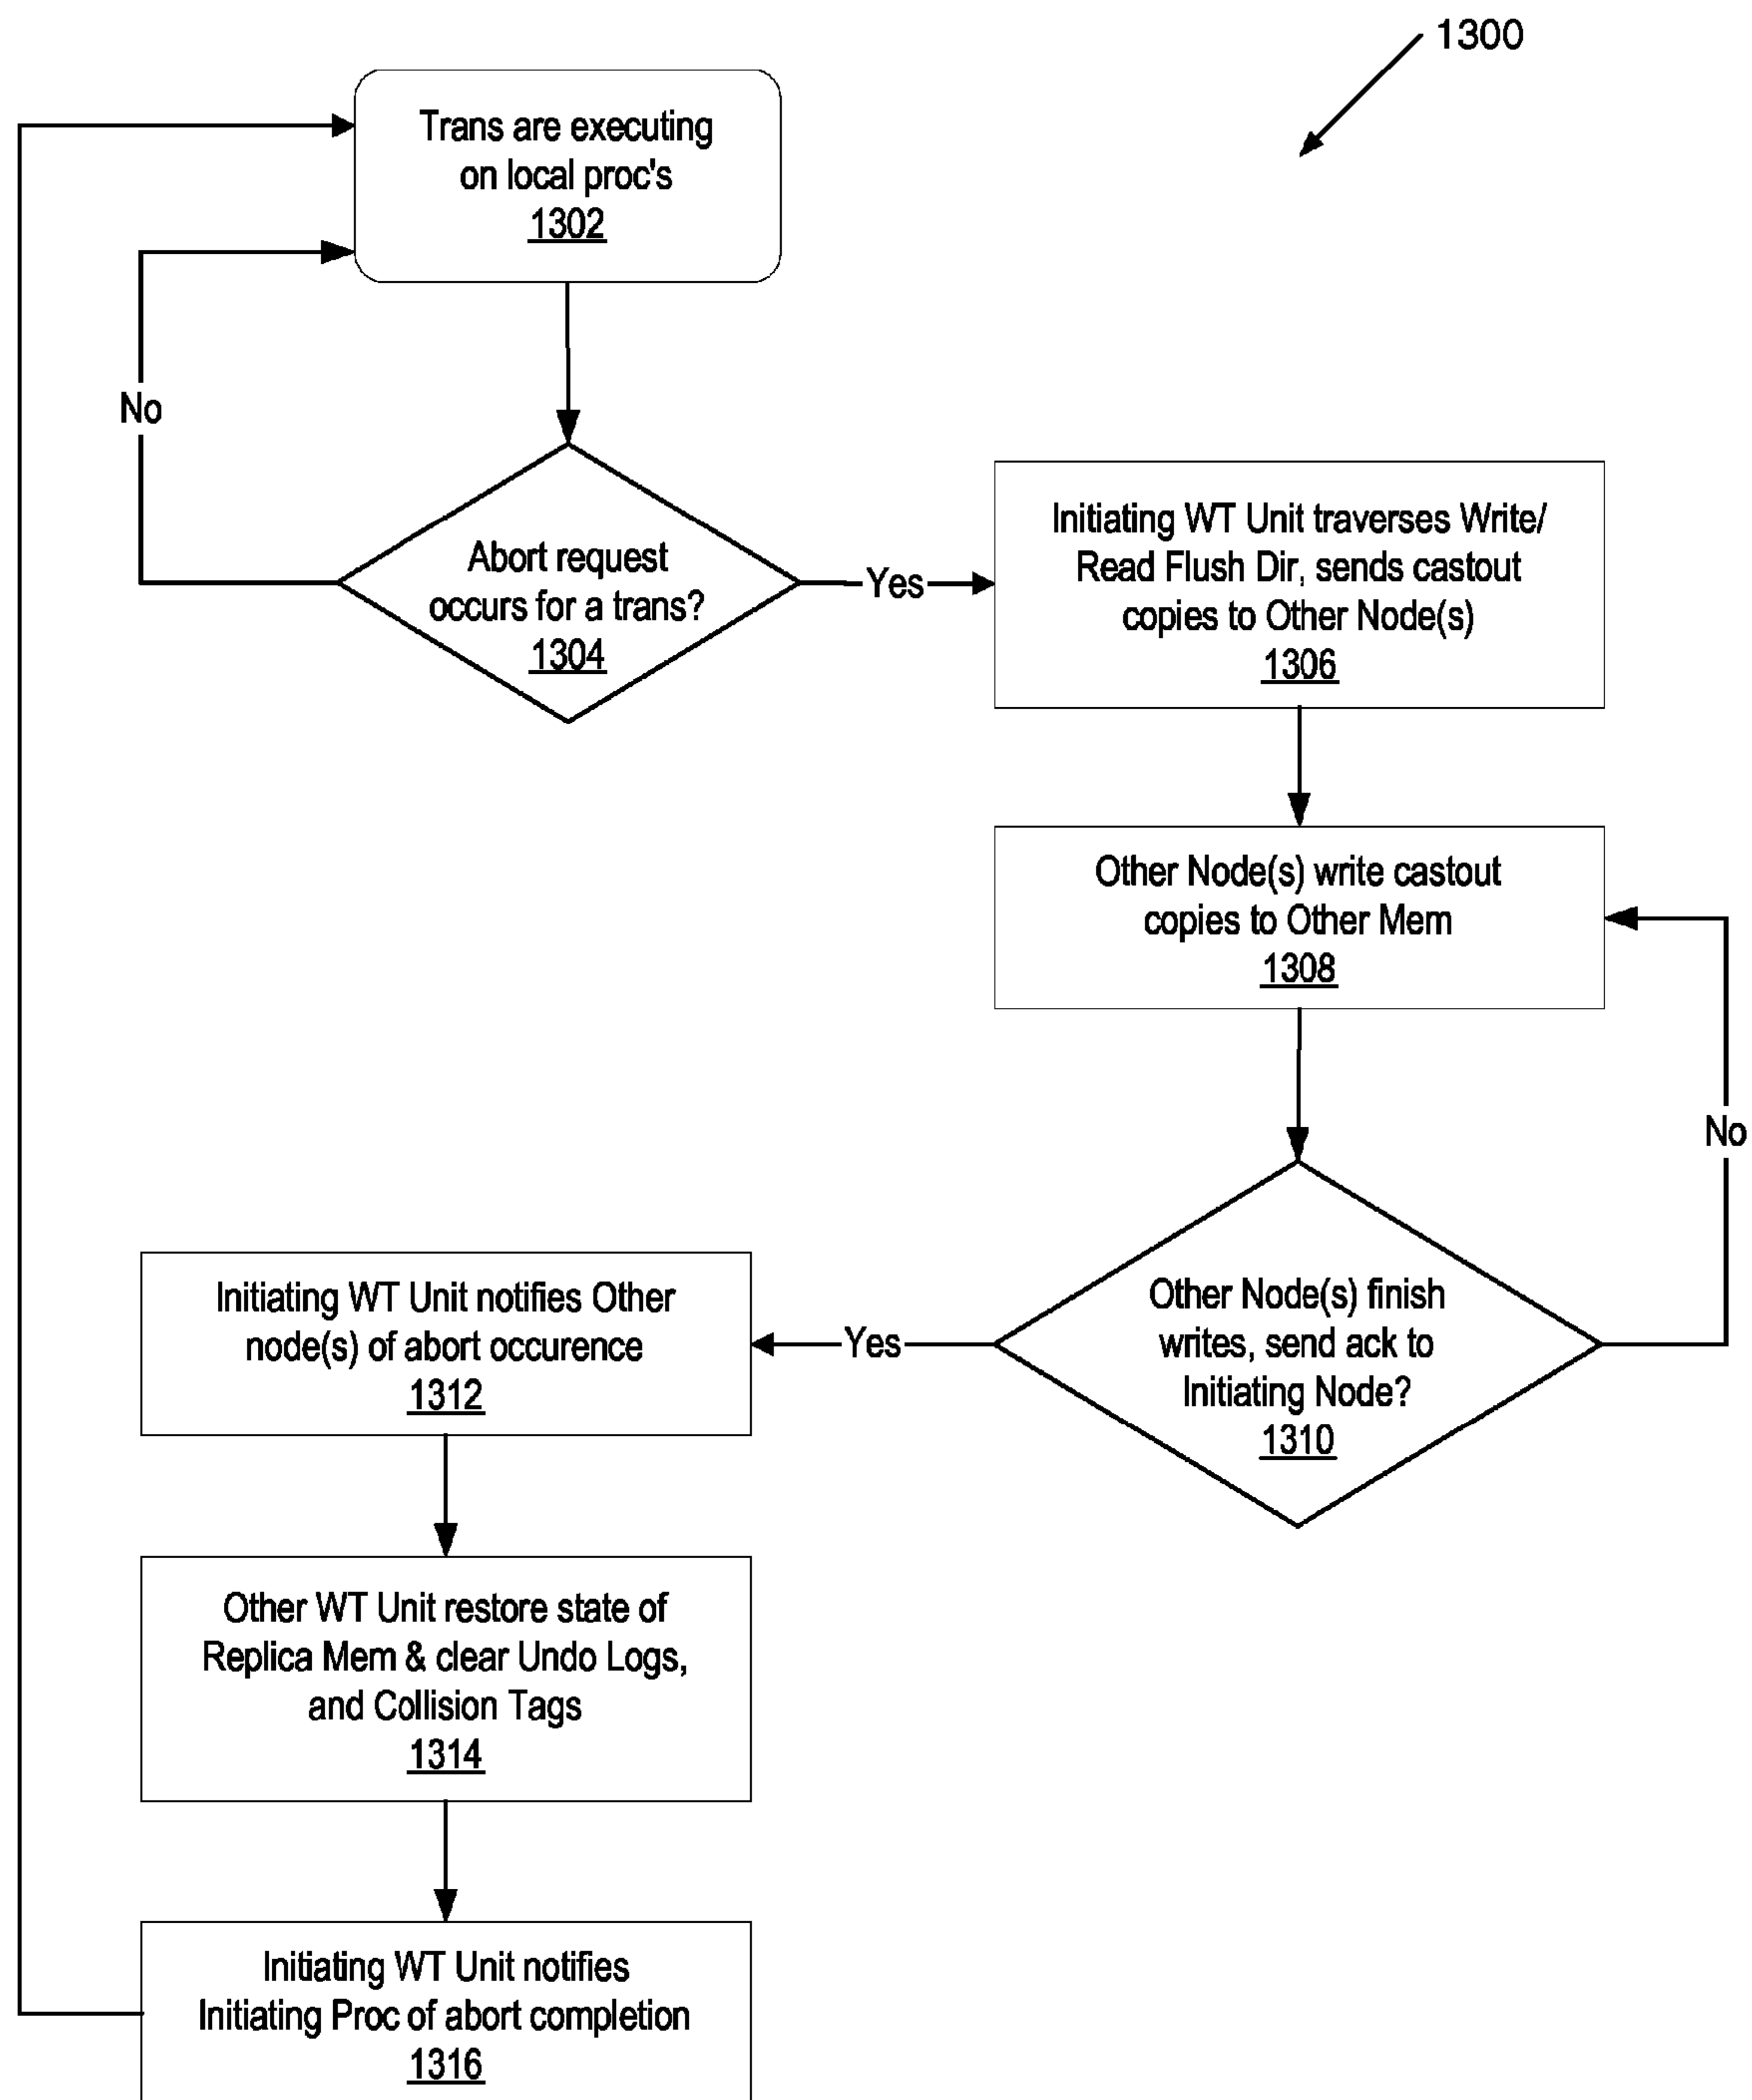 1300
Trans are executing
on local proc's
1302
No
Abort request
occurs for a trans?
1304
Yes
Initiating WT Unit traverses Write/
Read Flush Dir, sends castout
copies to Other Node(s)
1306
Other Node(s) write castout
copies to Other Mem
1308
No
Other Node(s) finish
writes, send ack to
Initiating Node?
1310
Yes
Initiating WT Unit notifies Other
node(s) of abort occurence
1312
Other WT Unit restore state of
Replica Mem & clear Undo Logs,
and Collision Tags
1314
Initiating WT Unit notifies
Initiating Proc of abort completion
1316